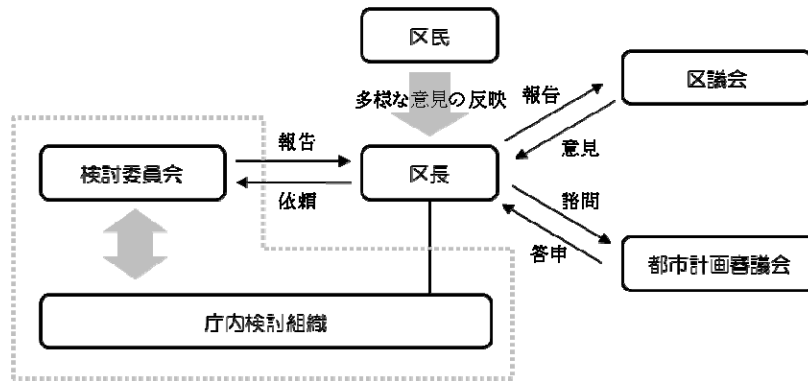 区民
多様な意見の反映
報告
区議会
意見
検討委員会
報告
依頼
区長
諮問
答申
都市計画審議会
庁内検討組織